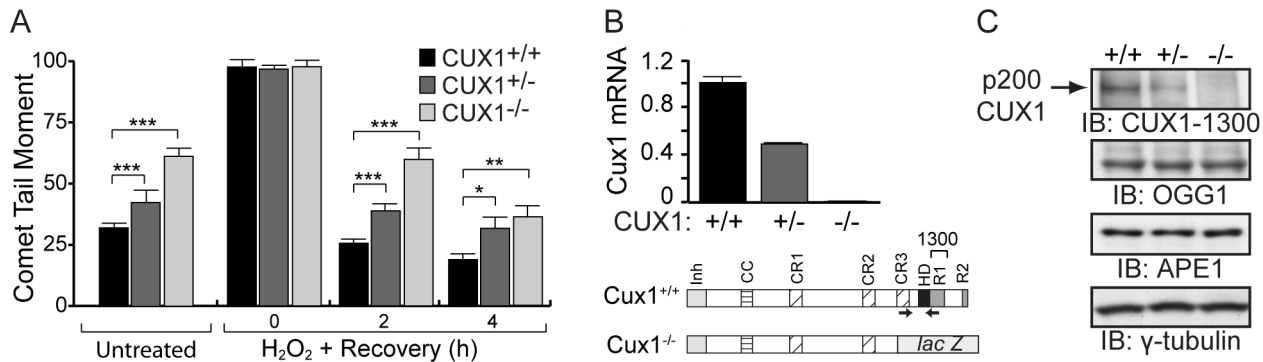 A
Comet Tail Moment
100
75
50
25
0
CUX1+/+
CUX1+/-
CUX1-/-
***
***
***
***
**
*
0
2
4
Untreated
H2O2 + Recovery (h)
B
Cux1 mRNA
1.2
0.8
0.4
0
CUX1: +/+ +/- -/-
1300
Inh
CC
CR1
CR2
CR3
HD
R1
R2
Cux1+/+
Cux1-/-
lac Z
C
+/+ +/- -/-
p200
CUX1
IB: CUX1-1300
IB: OGG1
IB: APE1
IB: γ-tubulin